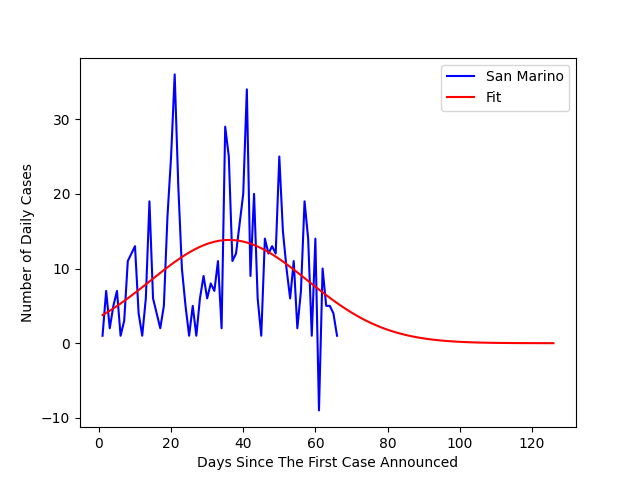 San Marino
Fit
30
20
10
0
−10
Number of Daily Cases
0 20 40 60 80 100 120
Days Since The First Case Announced